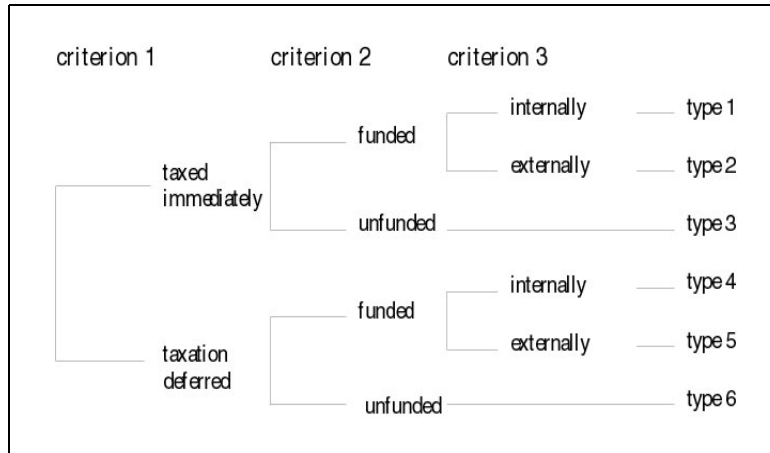 criterion 1 criterion 2 criterion 3
internally type 1
funded
externally type 2
taxed
immediately
unfunded type 3
internally type 4
funded
externally type 5
taxation
deferred
unfunded type 6